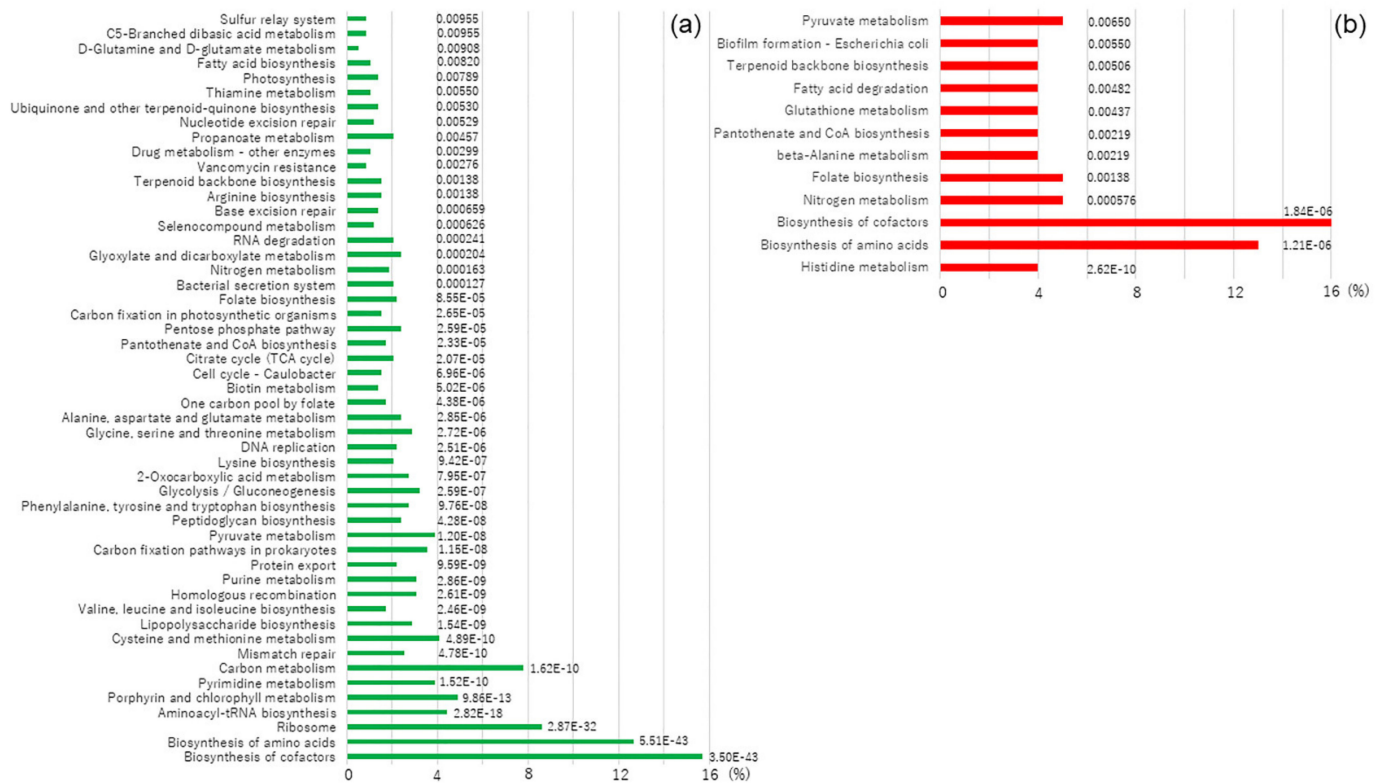 (a)
Sulfur relay system 0.00955
C5-Branched dibasic acid metabolism 0.00955
D-Glutamine and D-glutamate metabolism 0.00908
Fatty acid biosynthesis 0.00820
Photosynthesis 0.00789
Thiamine metabolism 0.00550
Ubiquinone and other terpenoid-quinone biosynthesis 0.00530
Nucleotide excision repair 0.00529
Propanoate metabolism 0.00457
Drug metabolism - other enzymes 0.00299
Vancomycin resistance 0.00276
Terpenoid backbone biosynthesis 0.00138
Arginine biosynthesis 0.00138
Base excision repair 0.000659
Selenocompound metabolism 0.000626
RNA degradation 0.000241
Glyoxylate and dicarboxylate metabolism 0.000204
Nitrogen metabolism 0.000163
Bacterial secretion system 0.000127
Folate biosynthesis 8.55E-05
Carbon fixation in photosynthetic organisms 2.65E-05
Pentose phosphate pathway 2.59E-05
Pantothenate and CoA biosynthesis 2.33E-05
Citrate cycle (TCA cycle) 2.07E-05
Cell cycle - Caulobacter 6.96E-06
Biotin metabolism 5.02E-06
One carbon pool by folate 4.38E-06
Alanine, aspartate and glutamate metabolism 2.85E-06
Glycine, serine and threonine metabolism 2.72E-06
DNA replication 2.51E-06
Lysine biosynthesis 9.42E-07
2-Oxocarboxylic acid metabolism 7.95E-07
Glycolysis / Gluconeogenesis 2.59E-07
Phenylalanine, tyrosine and tryptophan biosynthesis 9.76E-08
Peptidoglycan biosynthesis 4.28E-08
Pyruvate metabolism 1.20E-08
Carbon fixation pathways in prokaryotes 1.15E-08
Protein export 9.59E-09
Purine metabolism 2.86E-09
Homologous recombination 2.61E-09
Valine, leucine and isoleucine biosynthesis 2.46E-09
Lipopolysaccharide biosynthesis 1.54E-09
Cysteine and methionine metabolism 4.89E-10
Mismatch repair 4.78E-10
Carbon metabolism 1.62E-10
Pyrimidine metabolism 1.52E-10
Porphyrin and chlorophyll metabolism 9.86E-13
Aminoacyl-tRNA biosynthesis 2.82E-18
Ribosome 2.87E-32
Biosynthesis of amino acids 5.51E-43
Biosynthesis of cofactors 3.50E-43
0 4 8 12 16 (%)
(b)
Pyruvate metabolism 0.00650
Biofilm formation - Escherichia coli 0.00550
Terpenoid backbone biosynthesis 0.00506
Fatty acid degradation 0.00482
Glutathione metabolism 0.00437
Pantothenate and CoA biosynthesis 0.00219
beta-Alanine metabolism 0.00219
Folate biosynthesis 0.00138
Nitrogen metabolism 0.000576
Biosynthesis of cofactors 1.84E-06
Biosynthesis of amino acids 1.21E-06
Histidine metabolism 2.62E-10
0 4 8 12 16 (%)